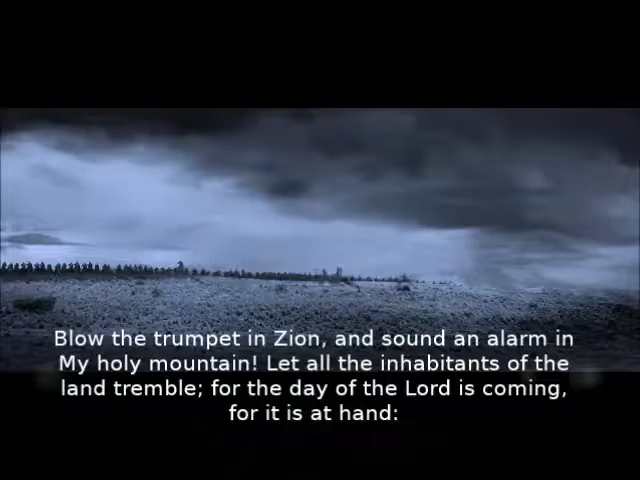 Blow the trumpet in Zion, and sound an alarm in
My holy mountain! Let all the inhabitants of the
land tremble; for the day of the Lord is coming,
for it is at hand: